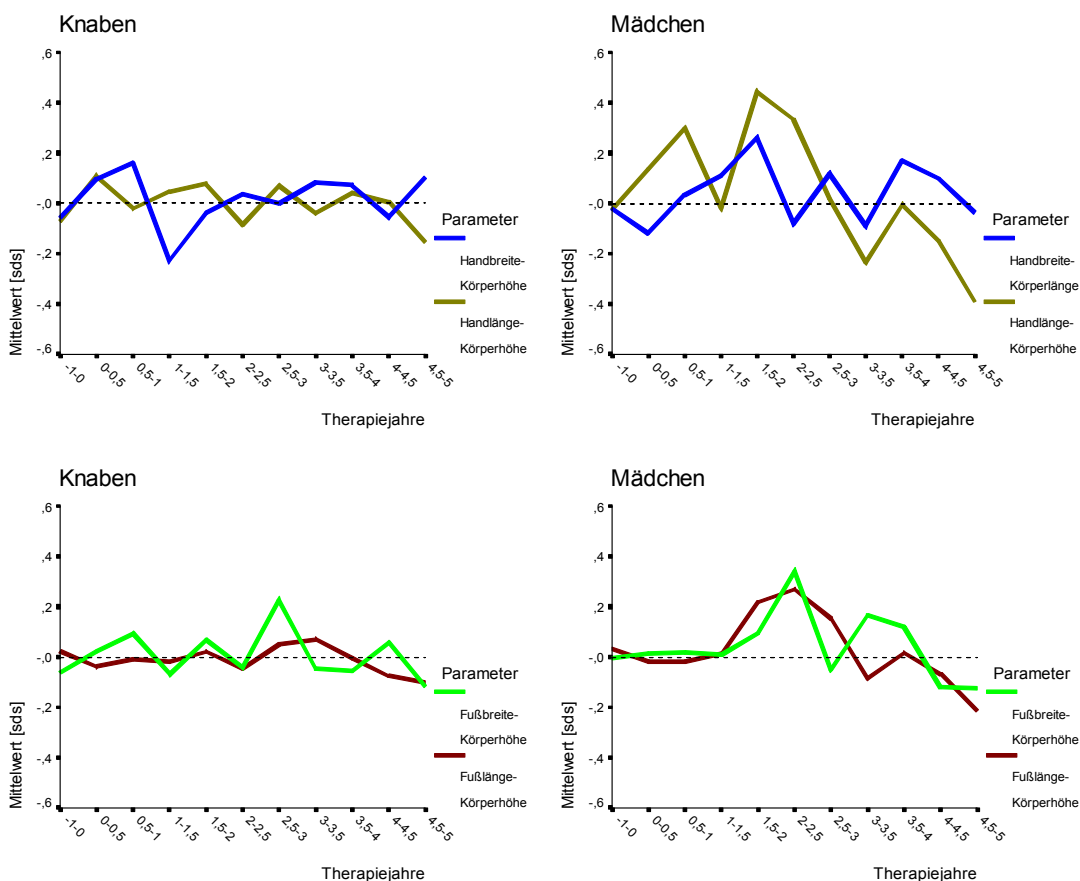 Knaben
,6
,4
,2
-,0
-,2
-,4
-,6
Mittelwert [sds]
-1-0
0-0,5
0,5-1
1-1,5
1,5-2
2-2,5
2,5-3
3-3,5
3,5-4
4-4,5
4,5-5
Therapiejahre
Parameter
Handbreite-
Körperhöhe
Handlänge-
Körperhöhe
Mädchen
,6
,4
,2
-,0
-,2
-,4
-,6
Mittelwert [sds]
-1-0
0-0,5
0,5-1
1-1,5
1,5-2
2-2,5
2,5-3
3-3,5
3,5-4
4-4,5
4,5-5
Therapiejahre
Parameter
Handbreite-
Körperlänge
Handlänge-
Körperhöhe
Knaben
,6
,4
,2
-,0
-,2
-,4
-,6
Mittelwert [sds]
-1-0
0-0,5
0,5-1
1-1,5
1,5-2
2-2,5
2,5-3
3-3,5
3,5-4
4-4,5
4,5-5
Therapiejahre
Parameter
Fußbreite-
Körperhöhe
Fußlänge-
Körperhöhe
Mädchen
,6
,4
,2
-,0
-,2
-,4
-,6
Mittelwert [sds]
-1-0
0-0,5
0,5-1
1-1,5
1,5-2
2-2,5
2,5-3
3-3,5
3,5-4
4-4,5
4,5-5
Therapiejahre
Parameter
Fußbreite-
Körperhöhe
Fußlänge-
Körperhöhe